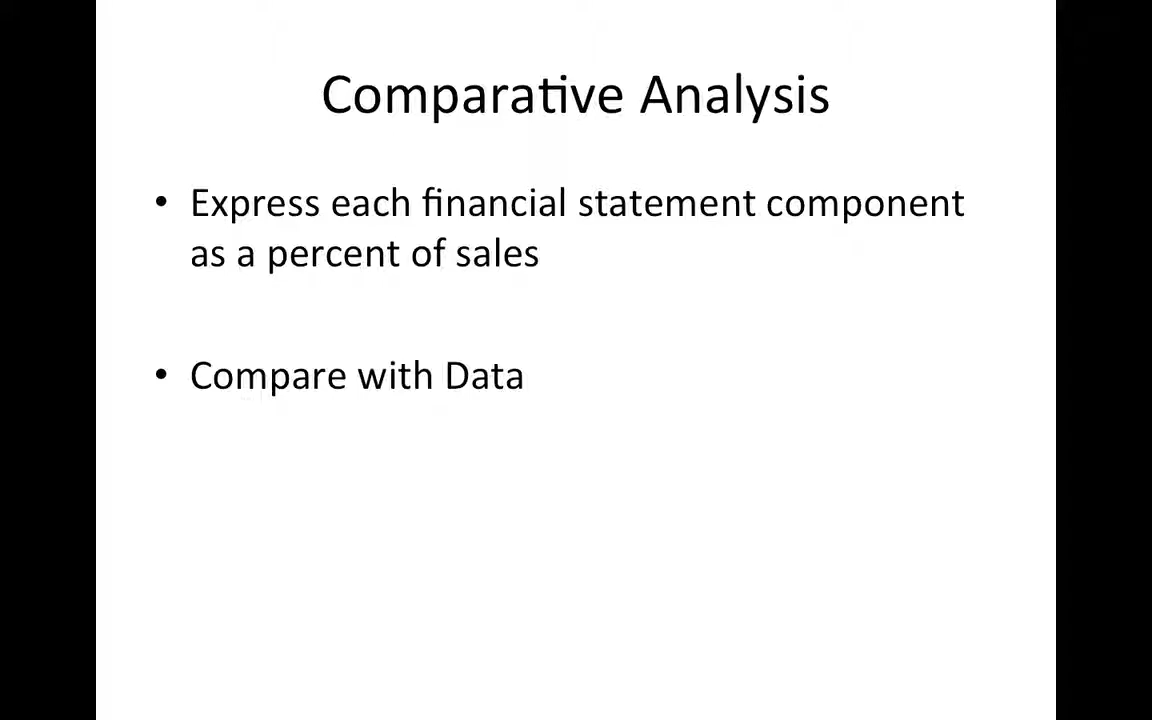 Comparative Analysis
• Express each financial statement component
as a percent of sales
• Compare with Data